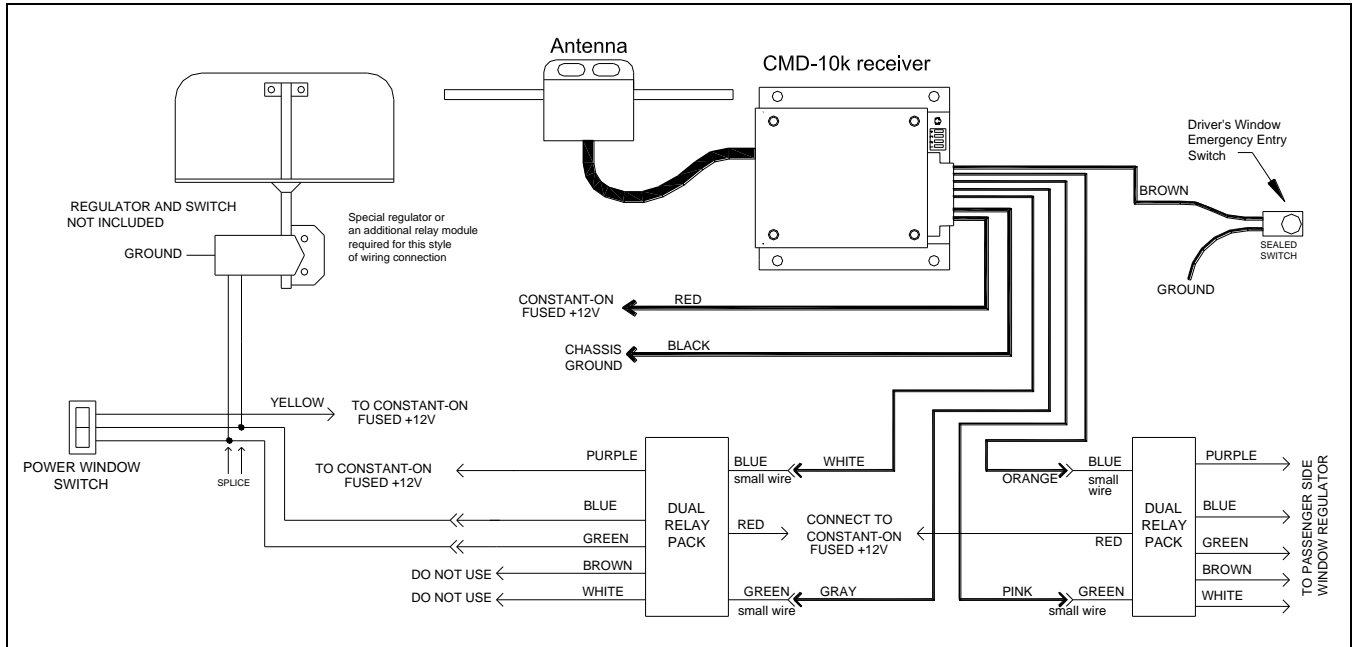 Antenna
CMD-10k receiver
Driver's Window
Emergency Entry
Switch
BROWN
SEALED
SWITCH
GROUND
REGULATOR AND SWITCH
NOT INCLUDED
GROUND
Special regulator or
an additional relay module
required for this style
of wiring connection
CONSTANT-ON
FUSED +12V
RED
CHASSIS
GROUND
BLACK
YELLOW
TO CONSTANT-ON
FUSED +12V
POWER WINDOW
SWITCH
SPLICE
TO CONSTANT-ON
FUSED +12V
PURPLE
BLUE
GREEN
BROWN
DO NOT USE
WHITE
DO NOT USE
DUAL
RELAY
PACK
BLUE
small wire
WHITE
RED
CONNECT TO
CONSTANT-ON
FUSED +12V
GREEN
small wire
GRAY
ORANGE
BLUE
small
wire
RED
PINK
GREEN
small wire
DUAL
RELAY
PACK
PURPLE
BLUE
GREEN
BROWN
WHITE
TO PASSENGER SIDE
WINDOW REGULATOR